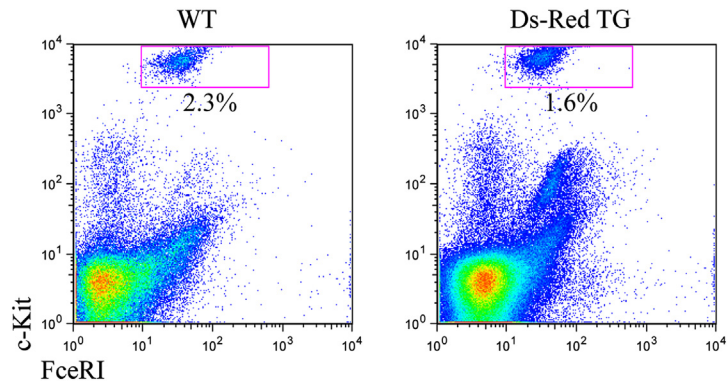 WT
Ds-Red TG
10⁴ 10⁴
2.3% 1.6%
10³ 10³
10² 10²
10¹ 10¹
10⁰ 10⁰
c-Kit
10⁰ 10¹ 10² 10³ 10⁴ 10⁰ 10¹ 10² 10³ 10⁴
FceRI